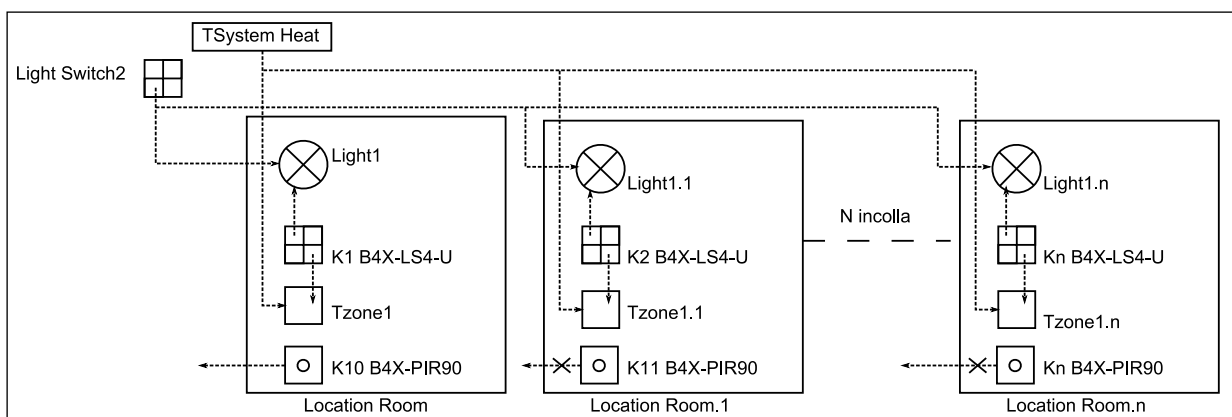 TSystem Heat
Light Switch2
Light1
Light1.1
Light1.n
N incolla
K1 B4X-LS4-U
K2 B4X-LS4-U
Kn B4X-LS4-U
Tzone1
Tzone1.1
Tzone1.n
K10 B4X-PIR90
K11 B4X-PIR90
Kn B4X-PIR90
Location Room
Location Room.1
Location Room.n